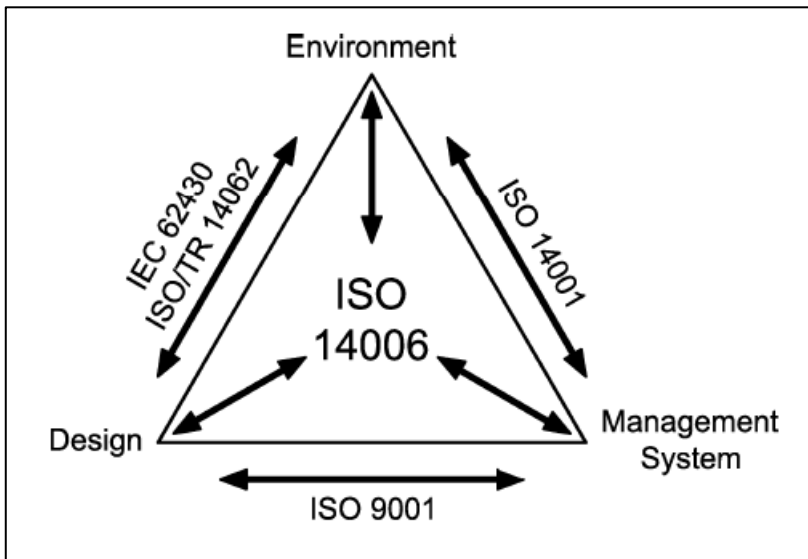 Environment
IEC 62430
ISO/TR 14062
ISO 14001
ISO
14006
Design
Management
System
ISO 9001